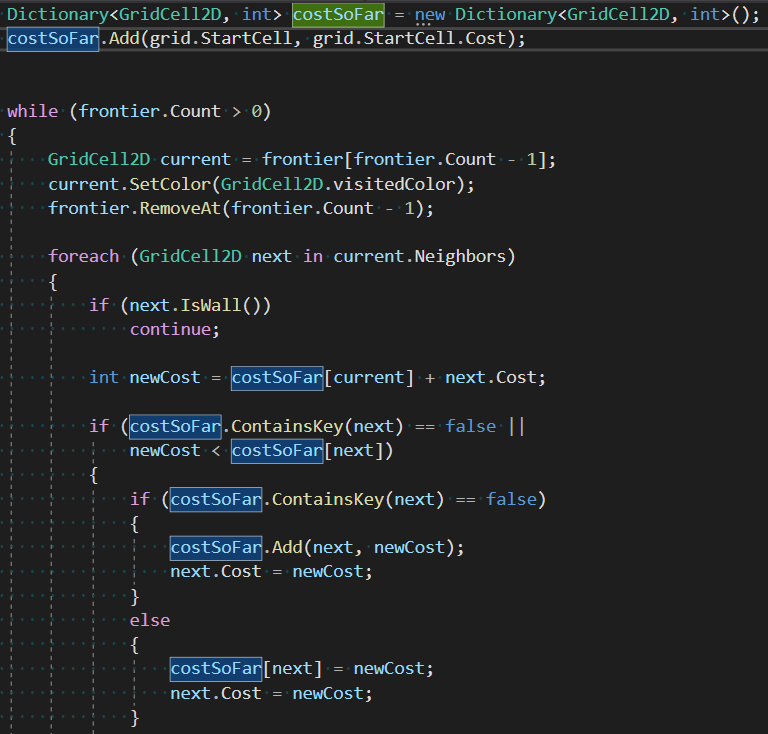 Dictionary<GridCell2D, int> costSoFar = new Dictionary<GridCell2D, int>();
costSoFar.Add(grid.StartCell, grid.StartCell.Cost);
while (frontier.Count > 0)
{
GridCell2D current = frontier[frontier.Count - 1];
current.SetColor(GridCell2D.visitedColor);
frontier.RemoveAt(frontier.Count - 1);
foreach (GridCell2D next in current.Neighbors)
{
if (next.IsWall())
continue;
int newCost = costSoFar[current] + next.Cost;
if (costSoFar.ContainsKey(next) == false ||
newCost < costSoFar[next])
{
if (costSoFar.ContainsKey(next) == false)
{
costSoFar.Add(next, newCost);
next.Cost = newCost;
}
else
{
costSoFar[next] = newCost;
next.Cost = newCost;
}